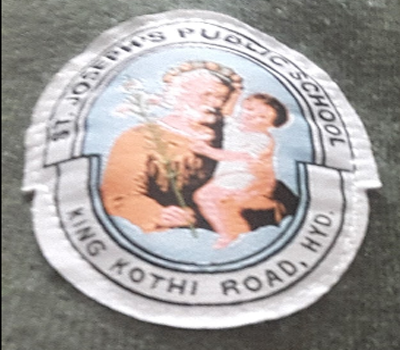 ST. JOSEPH'S PUBLIC SCHOOL
KING KOTHI ROAD, HYD.